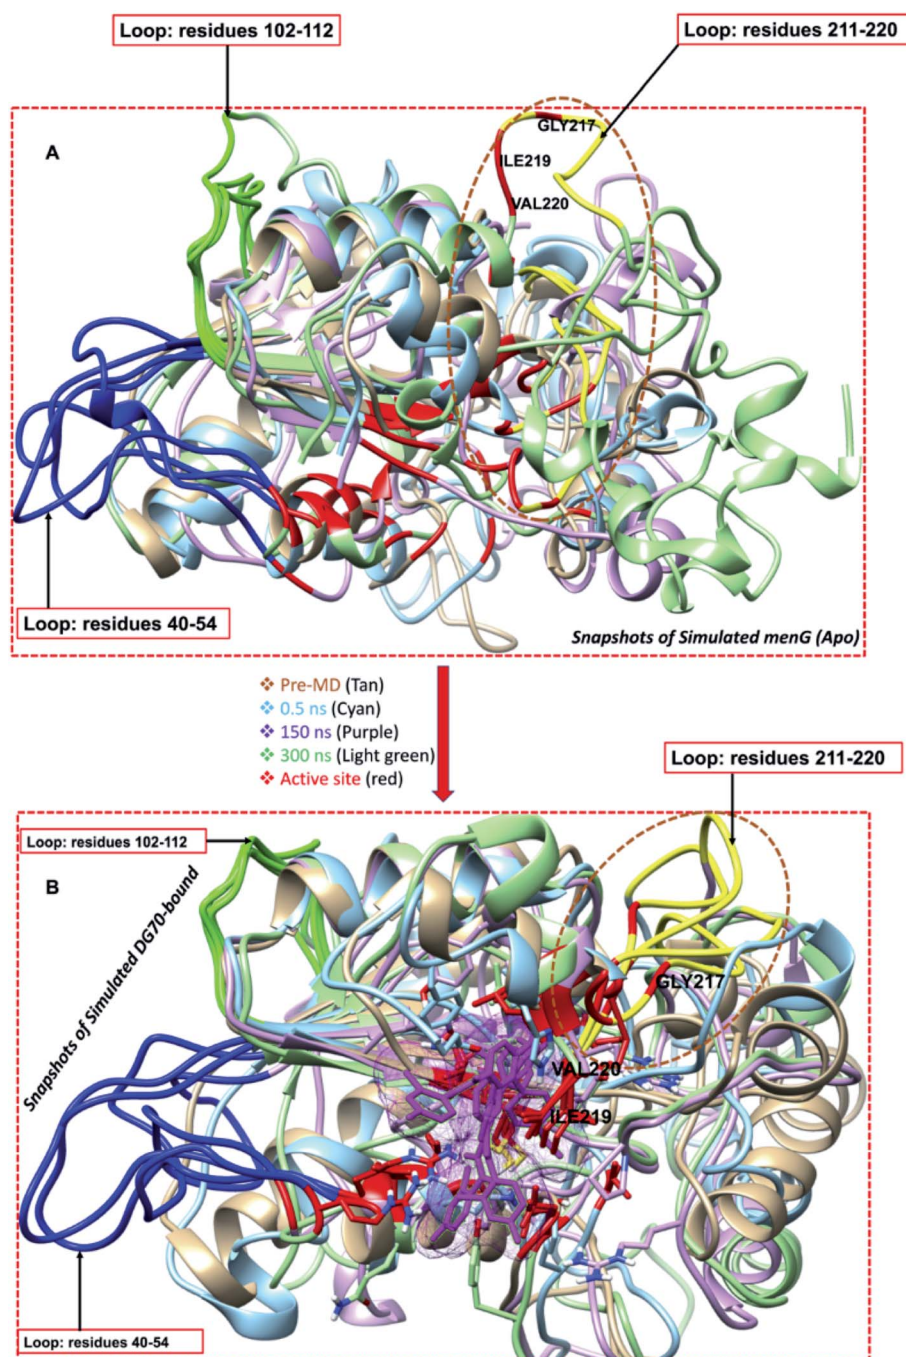 Loop: residues 102-112
Loop: residues 211-220
A
GLY217
ILE219
VAL220
Loop: residues 40-54
Snapshots of Simulated menG (Apo)
❖ Pre-MD (Tan)
❖ 0.5 ns (Cyan)
❖ 150 ns (Purple)
❖ 300 ns (Light green)
❖ Active site (red)
Loop: residues 211-220
Loop: residues 102-112
B
Snapshots of Simulated DG70-bound
GLY217
VAL220
ILE219
Loop: residues 40-54